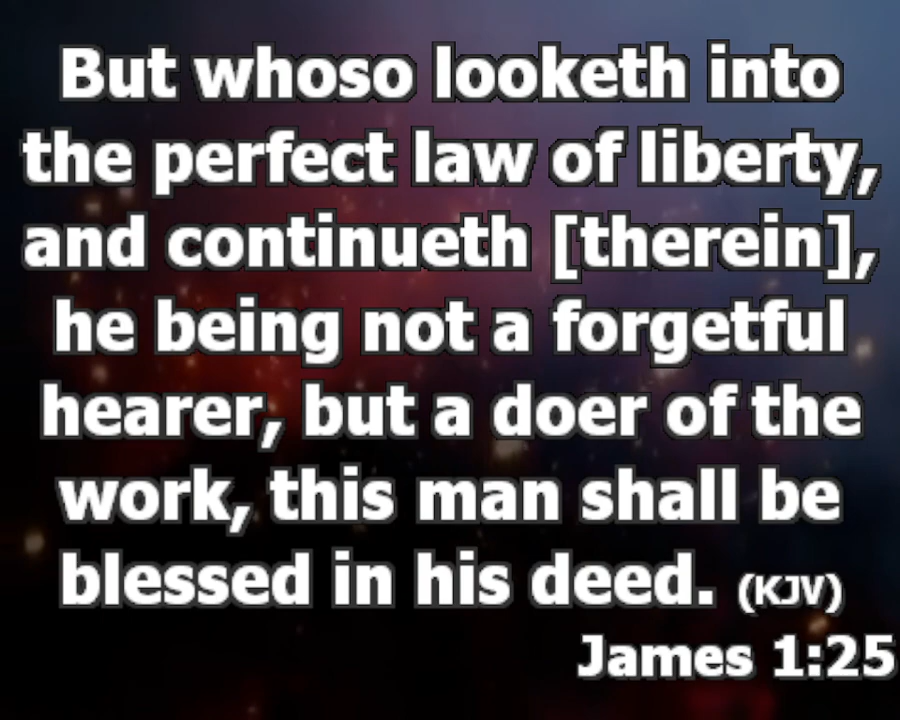 But whoso looketh into
the perfect law of liberty,
and continueth [therein],
he being not a forgetful
hearer, but a doer of the
work, this man shall be
blessed in his deed. (KJV)
James 1:25